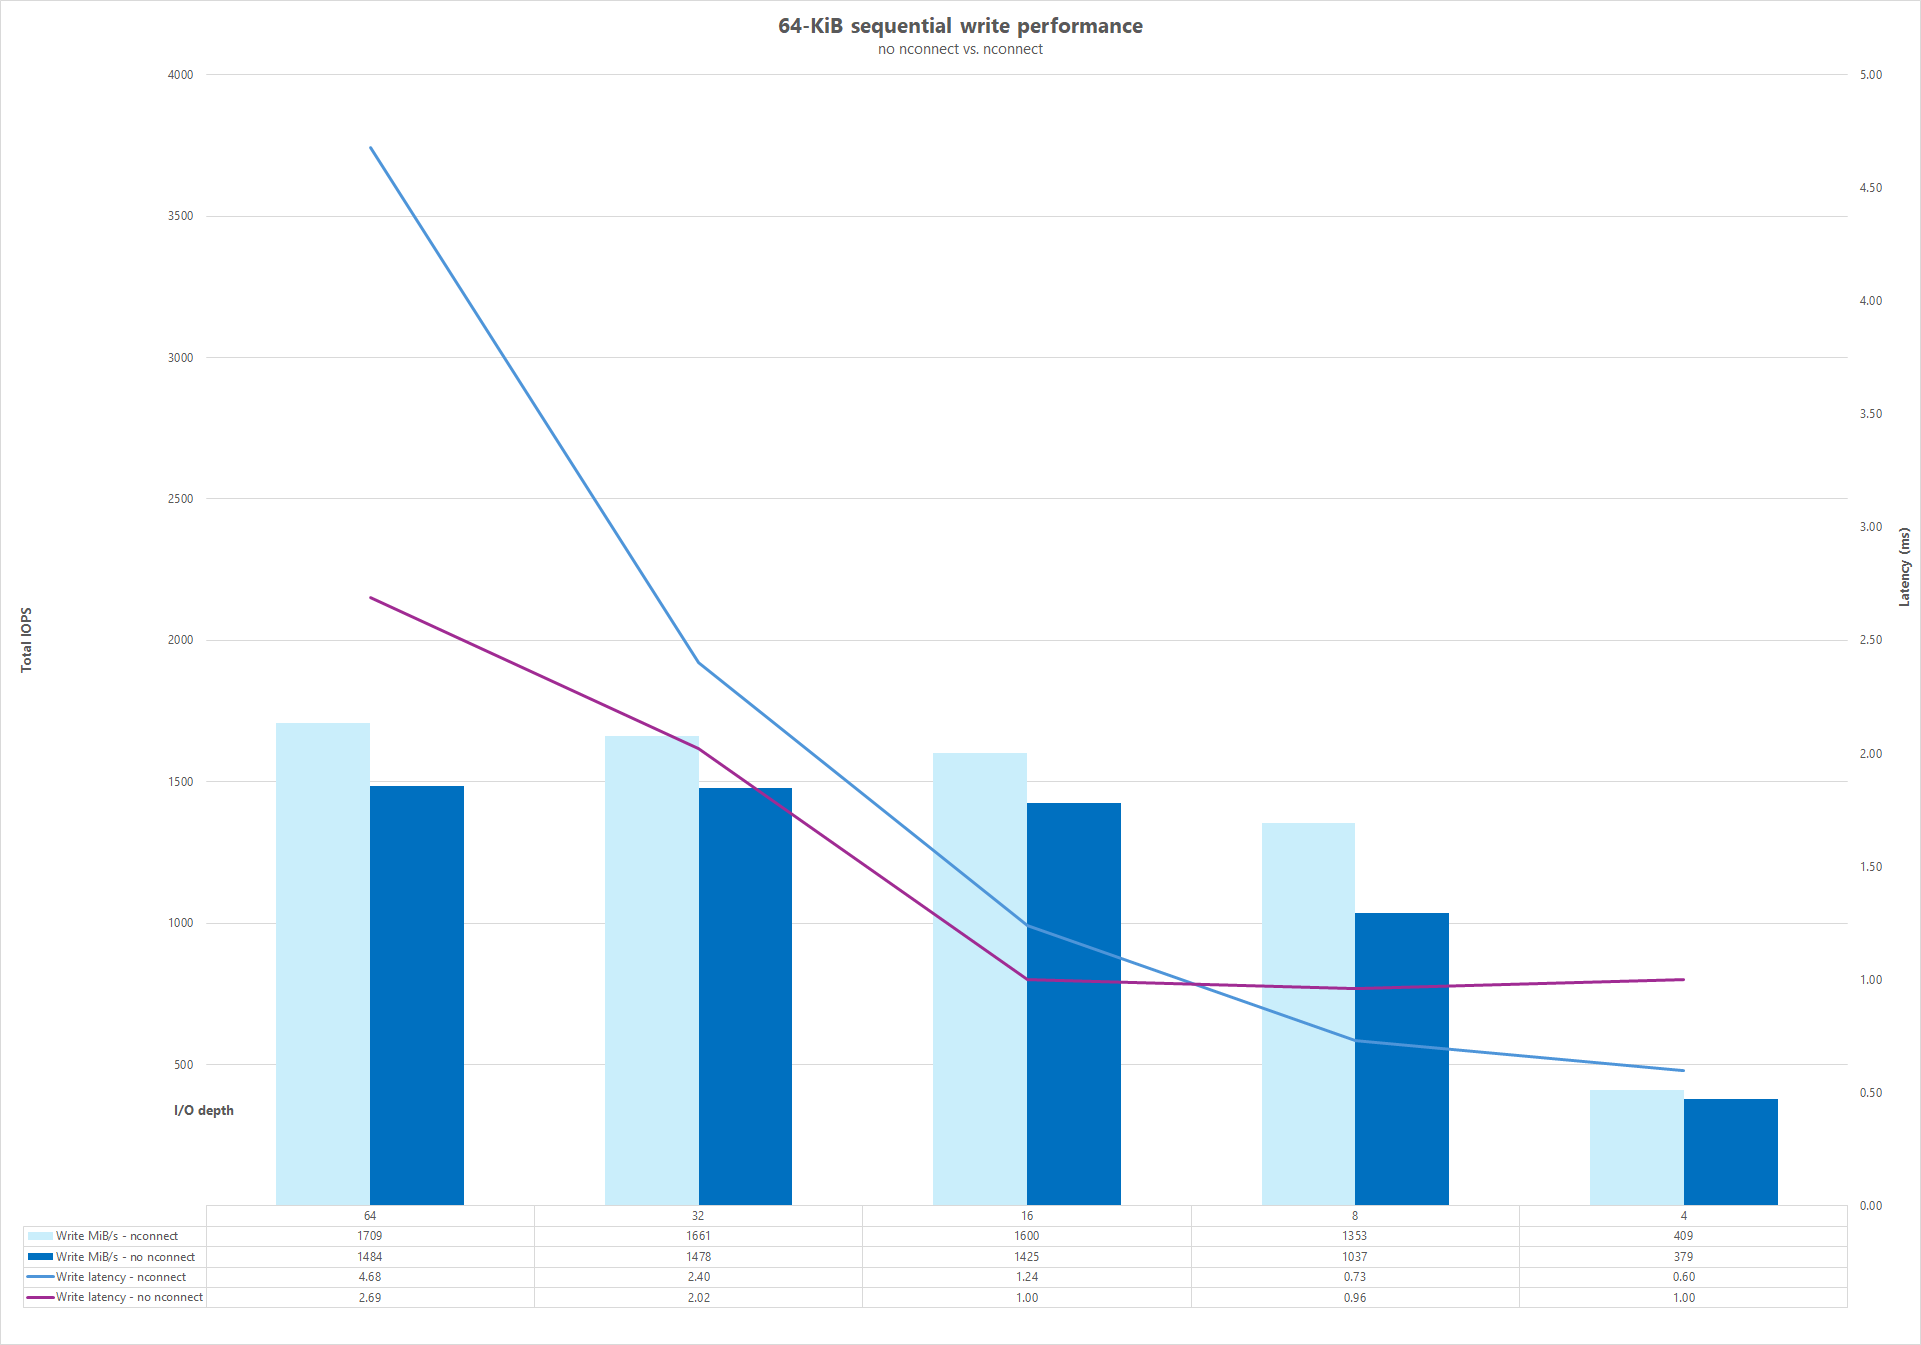 64-KiB sequential write performance
no nconnect vs. nconnect
4000
3500
3000
2500
2000
1500
1000
500
Total IOPS
I/O depth
5.00
4.50
4.00
3.50
3.00
2.50
2.00
1.50
1.00
0.50
0.00
Latency (ms)
64 32 16 8 4
Write MiB/s - nconnect 1709 1661 1600 1353 409
Write MiB/s - no nconnect 1484 1478 1425 1037 379
Write latency - nconnect 4.68 2.40 1.24 0.73 0.60
Write latency - no nconnect 2.69 2.02 1.00 0.96 1.00